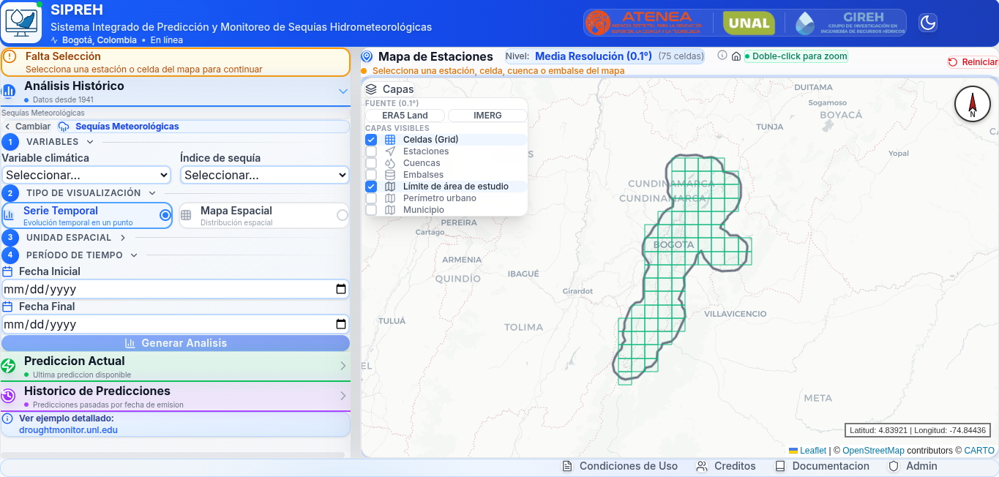 SIPREH
Sistema Integrado de Predicción y Monitoreo de Sequías Hidrometeorológicas
Bogotá, Colombia • En línea
ATENEA
AGENCIA DISTRITAL PARA LA EDUCACIÓN
SUPERIOR, LA CIENCIA Y LA TECNOLOGÍA
UNAL
GIREH
GRUPO DE INVESTIGACIÓN EN
INGENIERÍA DE RECURSOS HÍDRICOS
Falta Selección
Selecciona una estación o celda del mapa para continuar
Análisis Histórico
Datos desde 1941
Sequías Meteorológicas
Cambiar
Sequías Meteorológicas
1 VARIABLES
Variable climática
Índice de sequía
Seleccionar...
Seleccionar...
2 TIPO DE VISUALIZACIÓN
Serie Temporal
Evolución temporal en un punto
Mapa Espacial
Distribución espacial
3 UNIDAD ESPACIAL
4 PERÍODO DE TIEMPO
Fecha Inicial
mm/dd/yyyy
Fecha Final
mm/dd/yyyy
Generar Analisis
Prediccion Actual
Ultima prediccion disponible
Historico de Predicciones
Predicciones pasadas por fecha de emision
Ver ejemplo detallado:
droughtmonitor.unl.edu
Mapa de Estaciones
Nivel: Media Resolución (0.1°) (75 celdas)
Doble-click para zoom
Reiniciar
Selecciona una estación, celda, cuenca o embalse del mapa
Capas
FUENTE (0.1°)
ERA5 Land
IMERG
CAPAS VISIBLES
Celdas (Grid)
Estaciones
Cuencas
Embalses
Límite de área de estudio
Perímetro urbano
Municipio
N
DUITAMA
Sogamoso
BOYACÁ
TUNJA
CA
Yopal
S
CUNDINAMARCA
CUNDINAMARCA
PEREIRA
Cartago
BOGOTA
ARMENIA
IBAGUÉ
QUINDÍO
Girardot
VILLAVICENCIO
TULUÁ
TOLIMA
EL
META
Latitud: 4.83921 | Longitud: -74.84436
Leaflet | © OpenStreetMap contributors © CARTO
Condiciones de Uso
Creditos
Documentacion
Admin